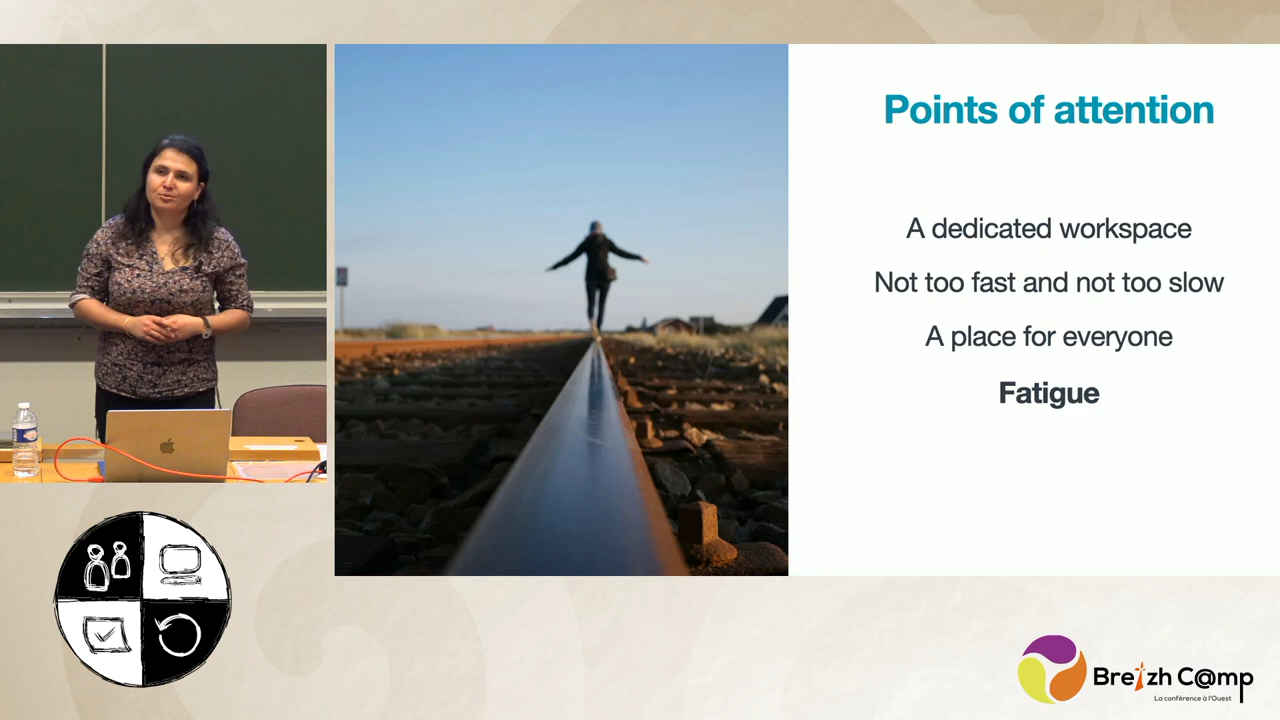 Points of attention
A dedicated workspace
Not too fast and not too slow
A place for everyone
Fatigue
Breizh C@mp
La conférence à l'Ouest